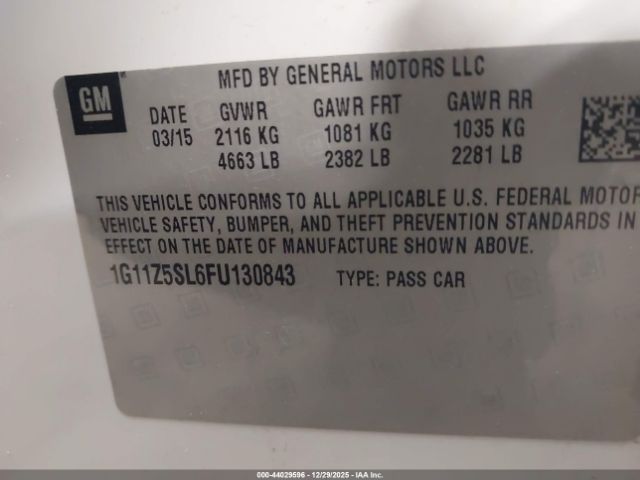 MFD BY GENERAL MOTORS LLC
GM
DATE GVWR GAWR FRT GAWR RR
03/15 2116 KG 1081 KG 1035 KG
4663 LB 2382 LB 2281 LB
THIS VEHICLE CONFORMS TO ALL APPLICABLE U.S. FEDERAL MOTOR
VEHICLE SAFETY, BUMPER, AND THEFT PREVENTION STANDARDS IN
EFFECT ON THE DATE OF MANUFACTURE SHOWN ABOVE.
1G11Z5SL6FU130843 TYPE: PASS CAR
000-44029596 - 12/29/2025 - IAAI.com